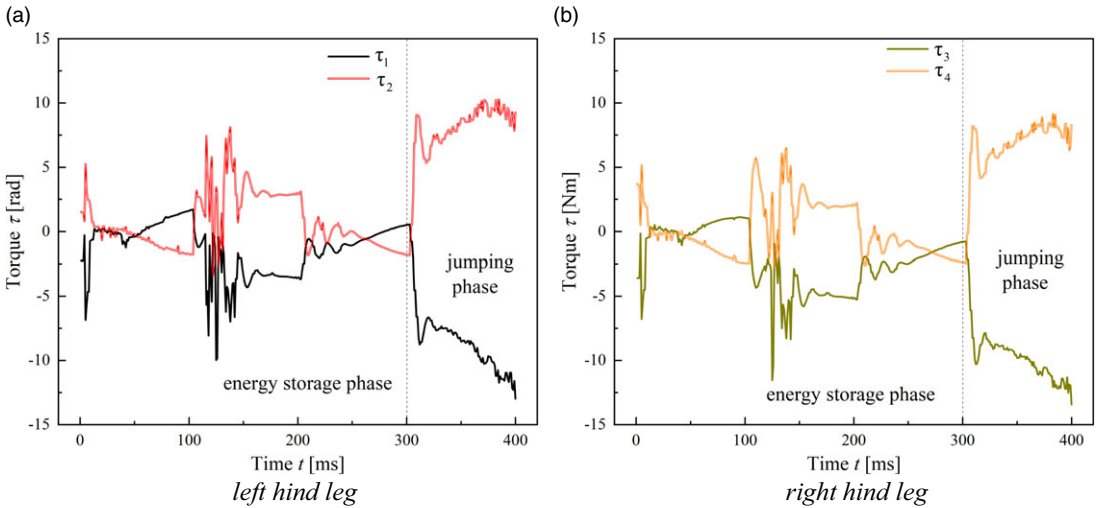 (a)
15
10
5
0
-5
-10
-15
Torque τ [rad]
τ1
τ2
jumping
phase
energy storage phase
0 100 200 300 400
Time t [ms]
left hind leg
(b)
15
10
5
0
-5
-10
-15
Torque τ [Nm]
τ3
τ4
jumping
phase
energy storage phase
0 100 200 300 400
Time t [ms]
right hind leg